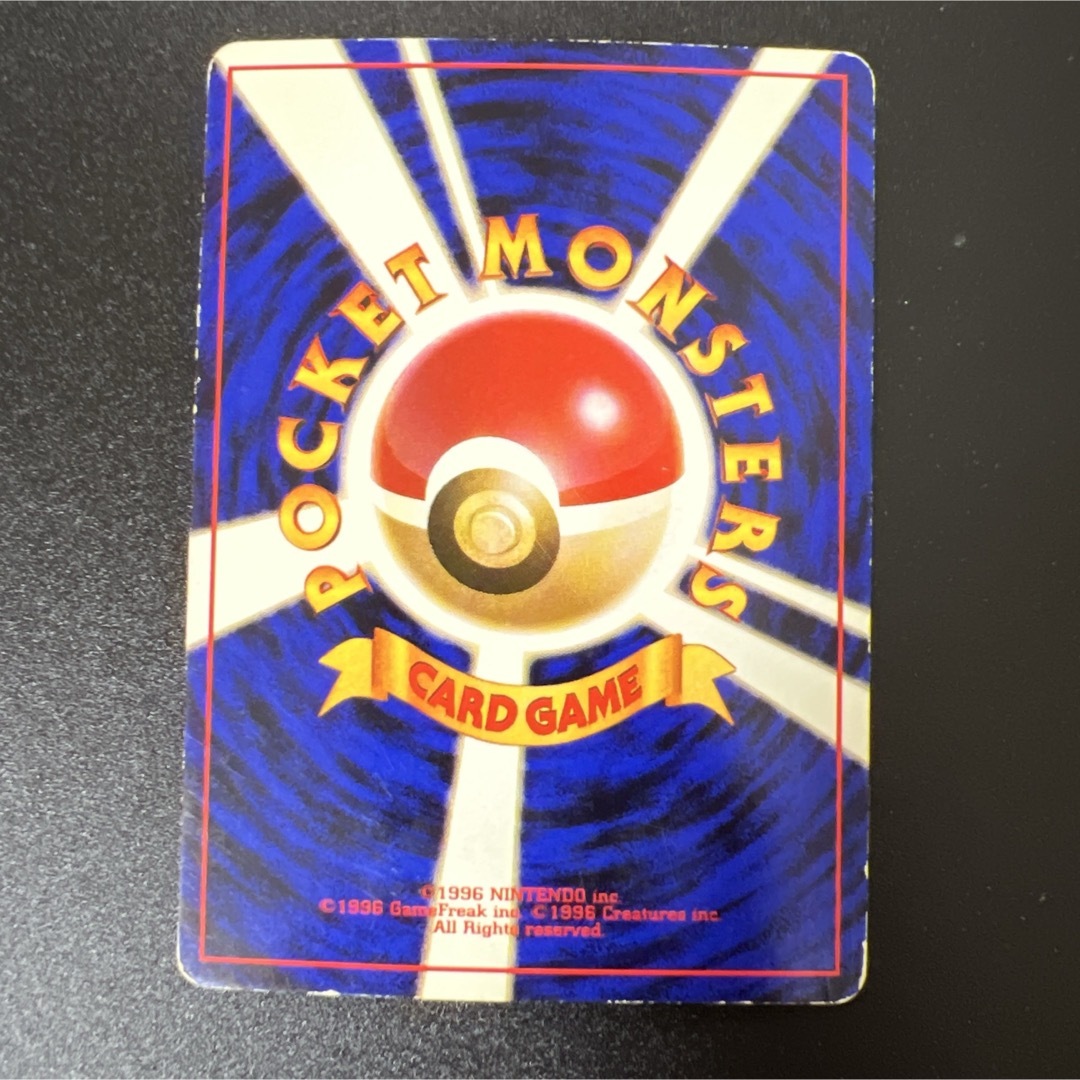 POCKET MONSTERS
CARD GAME
©1996 NINTENDO inc.
©1996 GameFreak inc. ©1996 Creatures inc.
All Rights reserved.